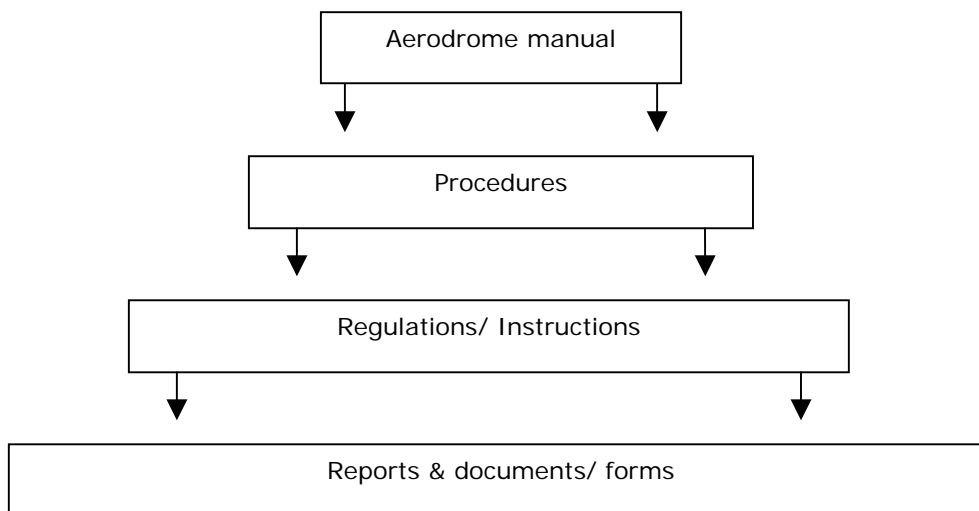 Aerodrome manual
Procedures
Regulations/ Instructions
Reports & documents/ forms